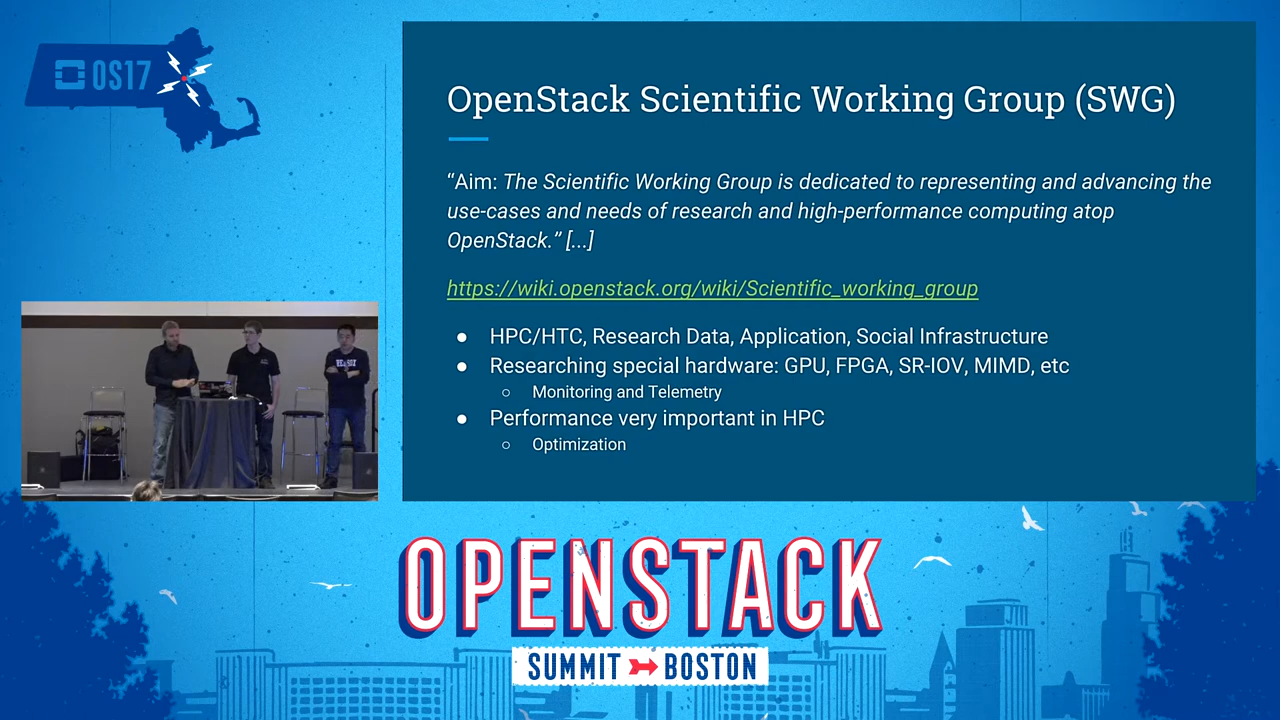 OS17
OpenStack Scientific Working Group (SWG)
“Aim: The Scientific Working Group is dedicated to representing and advancing the
use-cases and needs of research and high-performance computing atop
OpenStack.” [...]
https://wiki.openstack.org/wiki/Scientific_working_group
● HPC/HTC, Research Data, Application, Social Infrastructure
● Researching special hardware: GPU, FPGA, SR-IOV, MIMD, etc
○ Monitoring and Telemetry
● Performance very important in HPC
○ Optimization
OPENSTACK
SUMMIT BOSTON